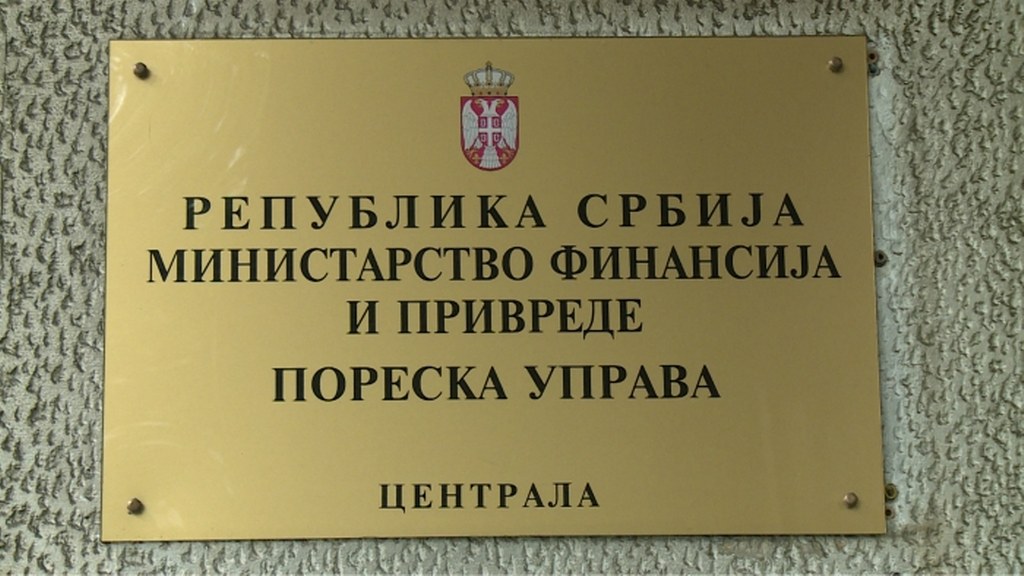 РЕПУБЛИКА СРБИЈА
МИНИСТАРСТВО ФИНАНСИЈА
И ПРИВРЕДЕ
ПОРЕСКА УПРАВА
ЦЕНТРАЛА